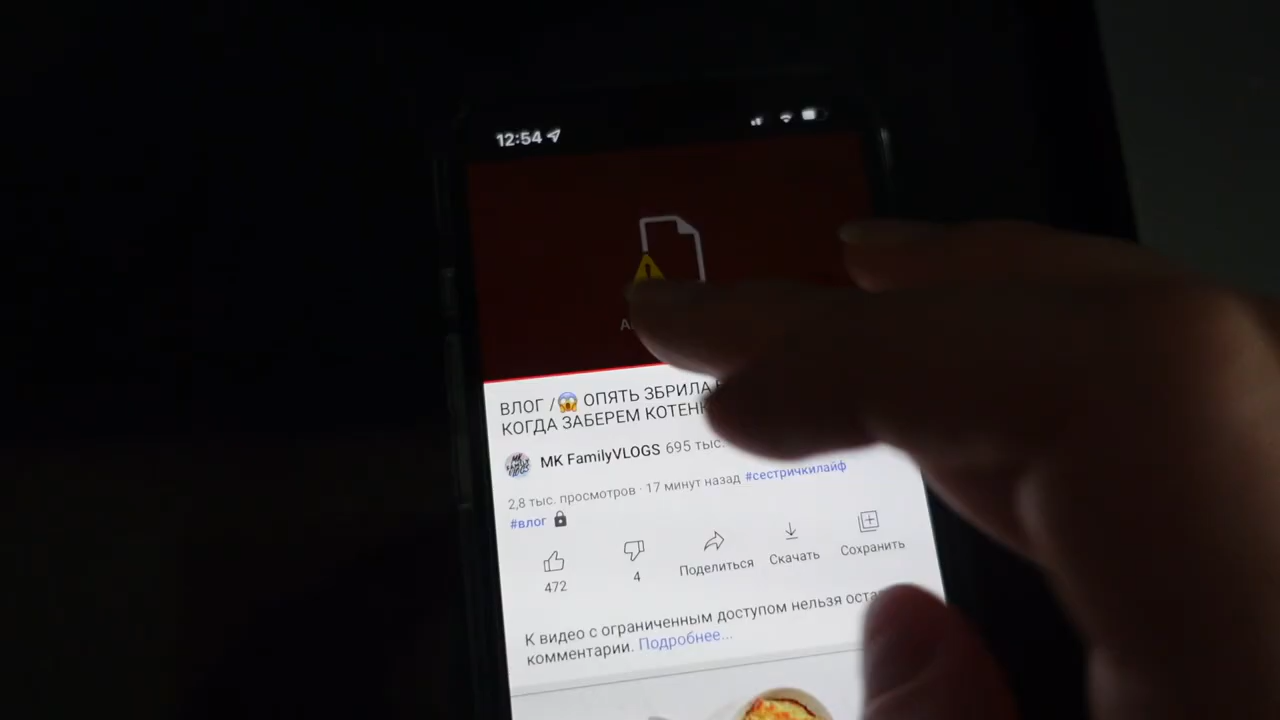 12:54
ВЛОГ /😱 ОПЯТЬ ЗБРИЛА
КОГДА ЗАБЕРЕМ
MK FamilyVLOGS 695 тыс.
2,8 тыс. просмотров · 17 минут назад #сестричкилайф
#влог
472
4
Поделиться
Скачать
Сохранить
К видео с ограниченным доступом нельзя
комментарии. Подробнее...